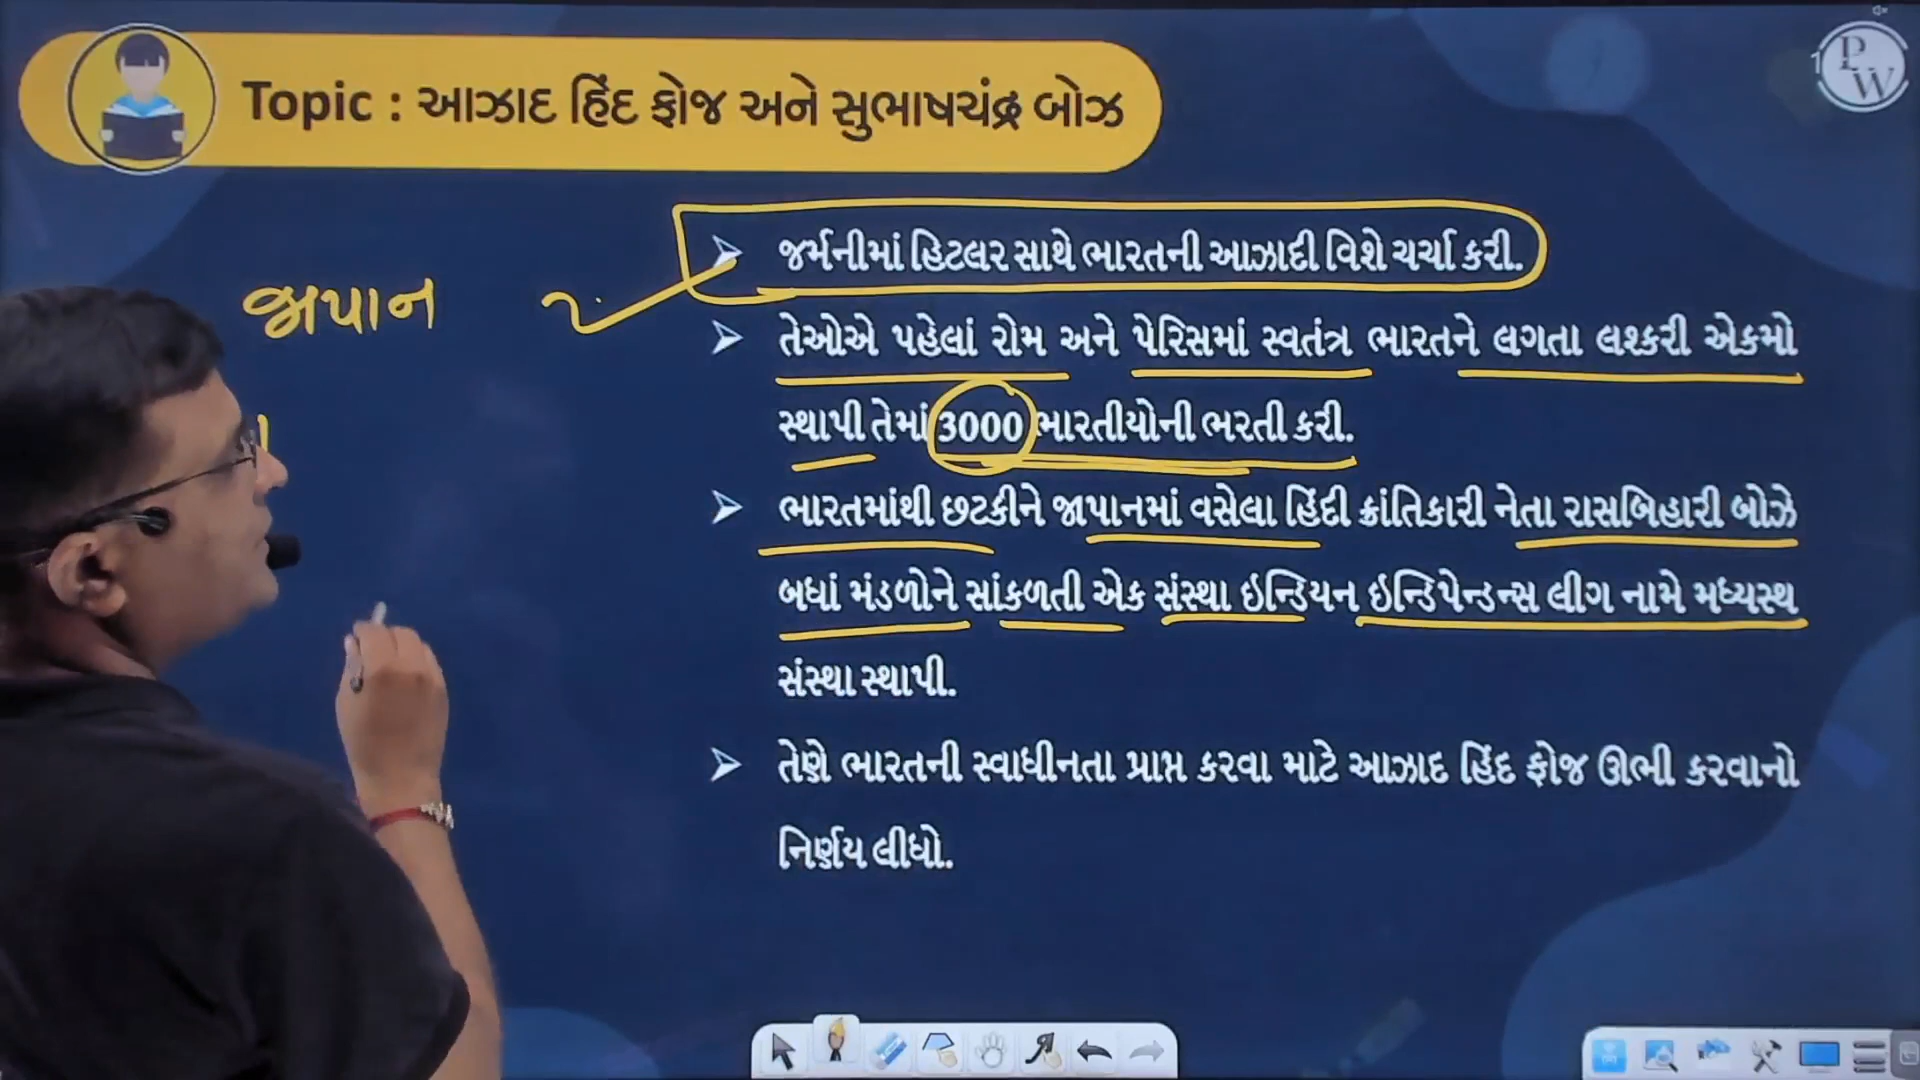 Topic : આઝાદ હિંદ ફોજ અને સુભાષચંદ્ર બોઝ
PW
જર્મનીમાં હિટલર સાથે ભારતની આઝાદી વિશે ચર્ચા કરી.
જાપાન
તેઓએ પહેલાં રોમ અને પેરિસમાં સ્વતંત્ર ભારતને લગતા લશ્કરી એકમો
સ્થાપી તેમાં 3000 ભારતીયોની ભરતી કરી.
ભારતમાંથી છટકીને જાપાનમાં વસેલા હિંદી ક્રાંતિકારી નેતા રાસબિહારી બોઝે
બધાં મંડળોને સાંકળતી એક સંસ્થા ઇન્ડિયન ઇન્ડિપેન્ડન્સ લીગ નામે મધ્યસ્થ
સંસ્થા સ્થાપી.
તેણે ભારતની સ્વાધીનતા પ્રાપ્ત કરવા માટે આઝાદ હિંદ ફોજ ઊભી કરવાનો
નિર્ણય લીધો.